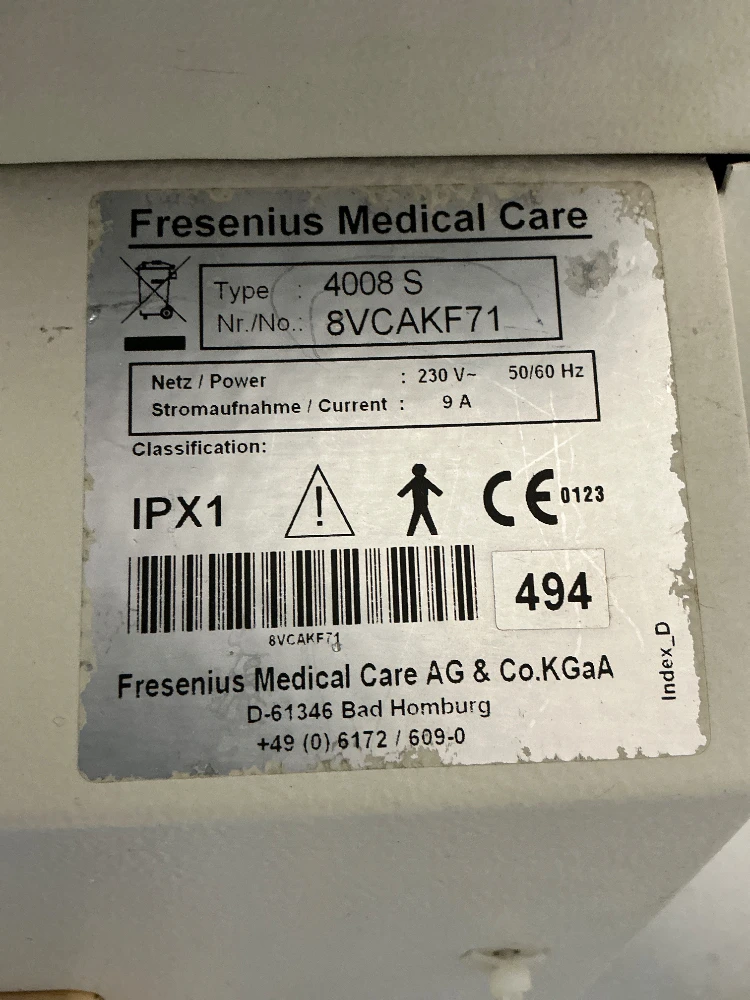 Fresenius Medical Care
Type : 4008 S
Nr./No.: 8VCAKF71
Netz / Power : 230 V~ 50/60 Hz
Stromaufnahme / Current : 9 A
Classification:
IPX1
! CE 0123
494
8VCAKF71
Index_D
Fresenius Medical Care AG & Co.KGaA
D-61346 Bad Homburg
+49 (0) 6172 / 609-0